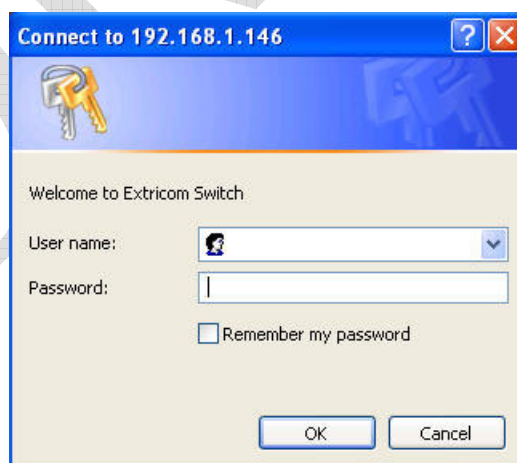 Connect to 192.168.1.146
?
Welcome to Extricom Switch
User name:
Password:
Remember my password
OK
Cancel